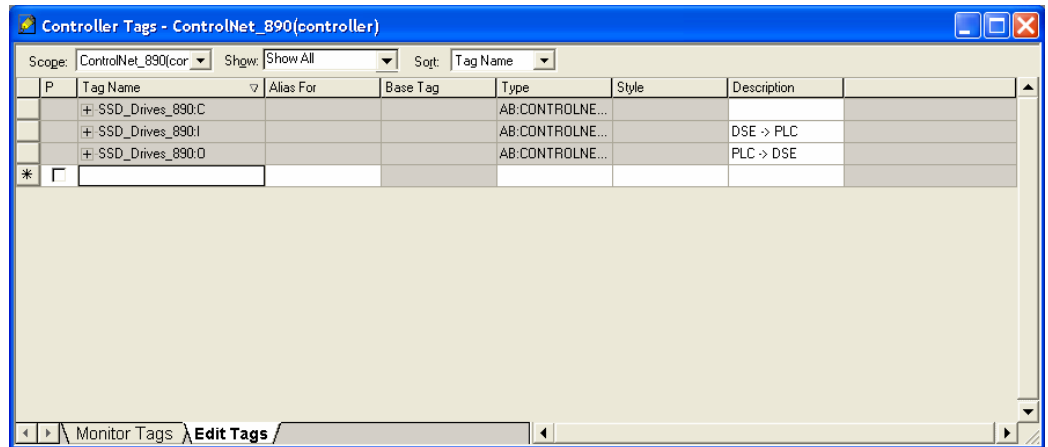 Controller Tags - ControlNet_890(controller)
Scope: ControlNet_890(cor Show: Show All Sort: Tag Name
P Tag Name Alias For Base Tag Type Style Description
+ SSD_Drives_890:C AB:CONTROLNE...
+ SSD_Drives_890:I AB:CONTROLNE... DSE -> PLC
+ SSD_Drives_890:O AB:CONTROLNE... PLC -> DSE
*
Monitor Tags Edit Tags